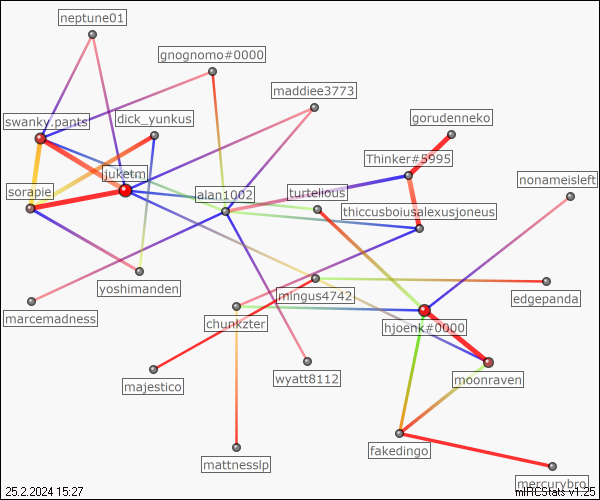 neptune01
gnognomo#0000
maddiee3773
swanky.pants
dick_yunkus
gorudenneko
juketm
Thinker#5995
sorapie
alan1002
turtelious
nonameisleft
thiccusboiusalexusjoneus
yoshimanden
mingus4742
edgepanda
marcemadness
chunkzter
hjoenk#0000
majestico
wyatt8112
moonraven
mattnesslp
fakedingo
mercurybro
25.2.2024 15:27
mIRCStats v1.25